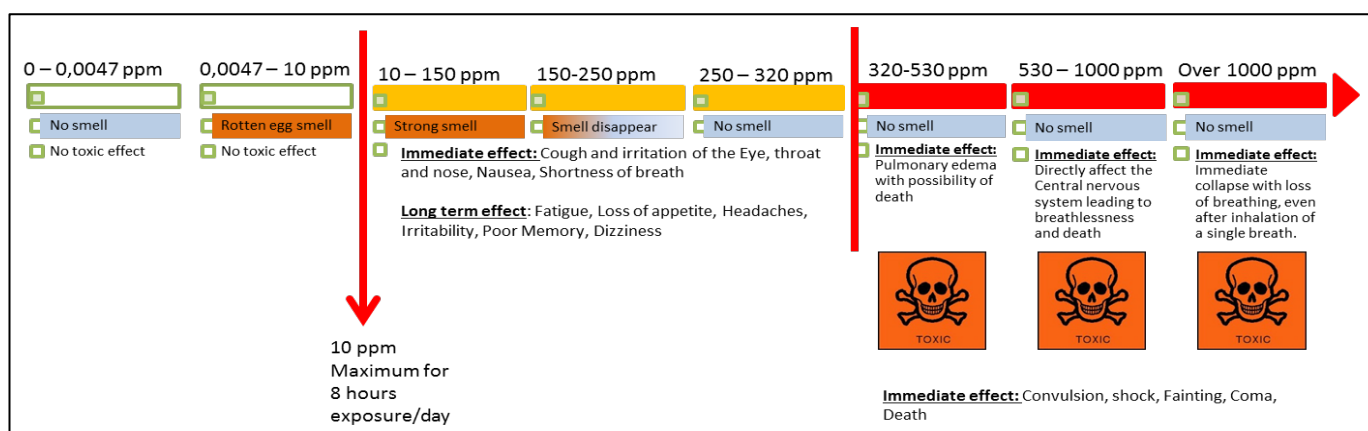 0 – 0,0047 ppm
No smell
No toxic effect
0,0047 – 10 ppm
Rotten egg smell
No toxic effect
10 – 150 ppm
Strong smell
150-250 ppm
Smell disappear
250 – 320 ppm
No smell
Immediate effect: Cough and irritation of the Eye, throat
and nose, Nausea, Shortness of breath
Long term effect: Fatigue, Loss of appetite, Headaches,
Irritability, Poor Memory, Dizziness
320-530 ppm
No smell
Immediate effect:
Pulmonary edema
with possibility of
death
TOXIC
530 – 1000 ppm
No smell
Immediate effect:
Directly affect the
Central nervous
system leading to
breathlessness
and death
TOXIC
Over 1000 ppm
No smell
Immediate effect:
Immediate
collapse with loss
of breathing, even
after inhalation of
a single breath.
TOXIC
10 ppm
Maximum for
8 hours
exposure/day
Immediate effect: Convulsion, shock, Fainting, Coma,
Death